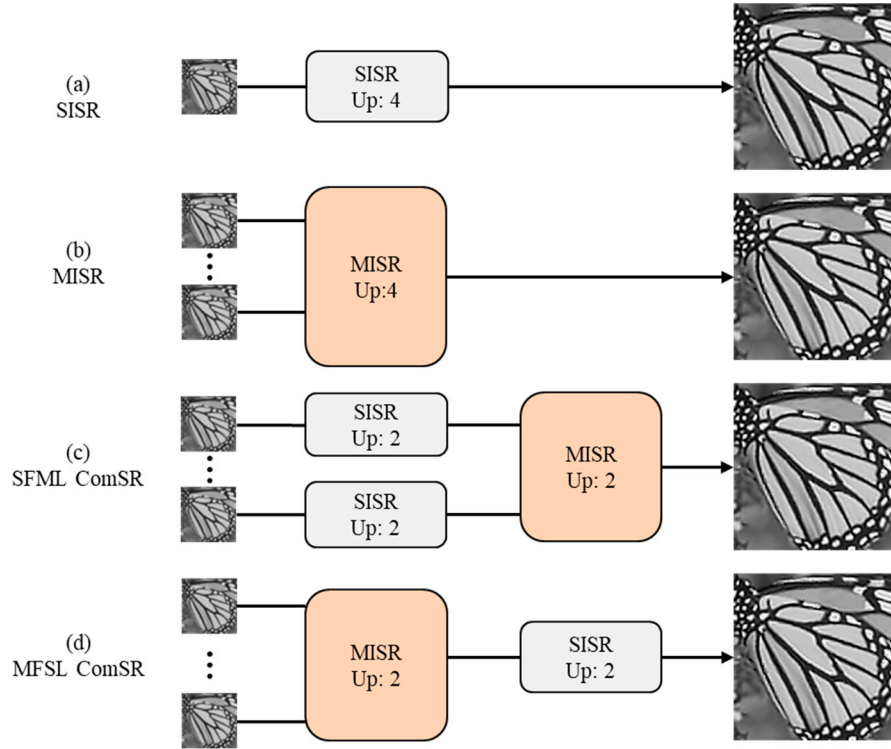 (a)
SISR
SISR
Up: 4
(b)
MISR
MISR
Up:4
(c)
SFML ComSR
SISR
Up: 2
SISR
Up: 2
MISR
Up: 2
(d)
MFSL ComSR
MISR
Up: 2
SISR
Up: 2